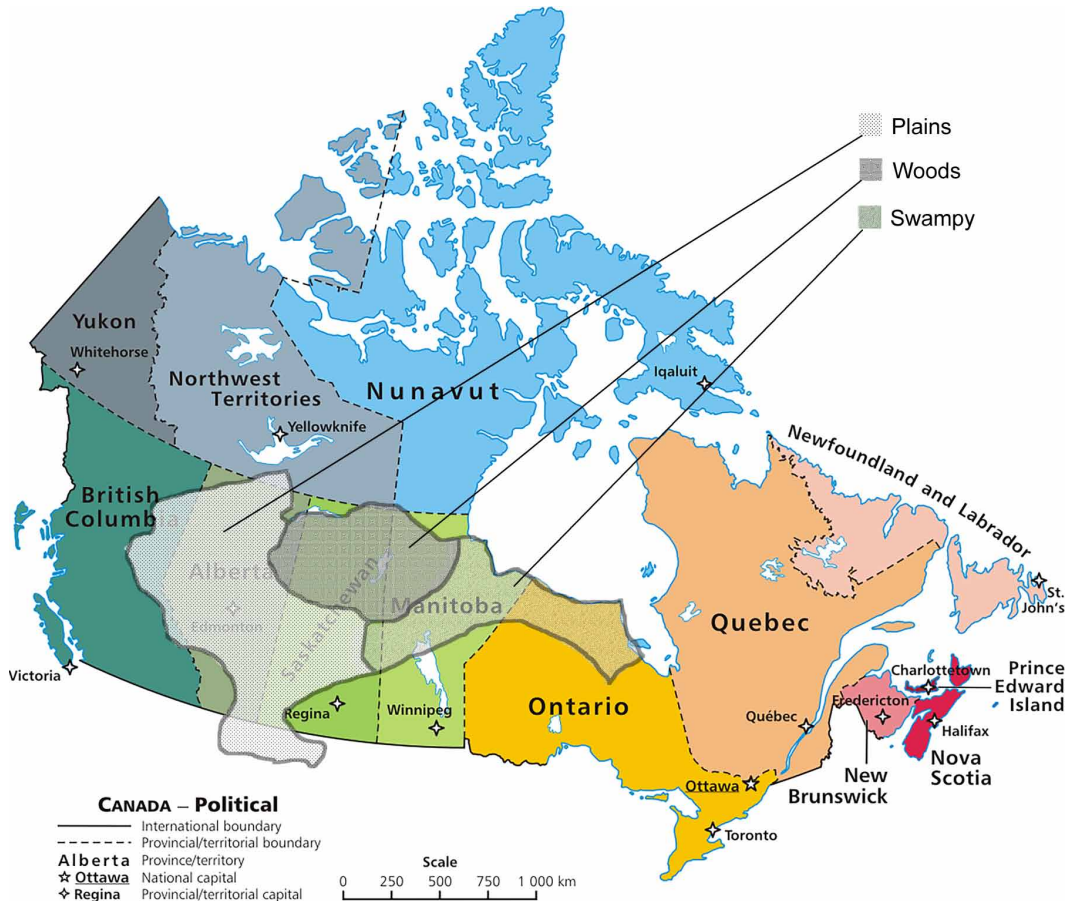 Plains
Woods
Swampy
Yukon
Whitehorse
Northwest
Territories
Yellowknife
Nunavut
Iqaluit
British
Columbia
Alberta
Edmonton
Saskatchewan
Manitoba
Newfoundland and Labrador
St.
John's
Quebec
Victoria
Regina
Winnipeg
Ontario
Québec
Charlottetown
Prince
Edward
Island
Fredericton
Halifax
Nova
Scotia
New
Brunswick
Ottawa
Toronto
CANADA – Political
International boundary
Provincial/territorial boundary
Alberta Province/territory
Ottawa National capital
Regina Provincial/territorial capital
Scale
0 250 500 750 1 000 km